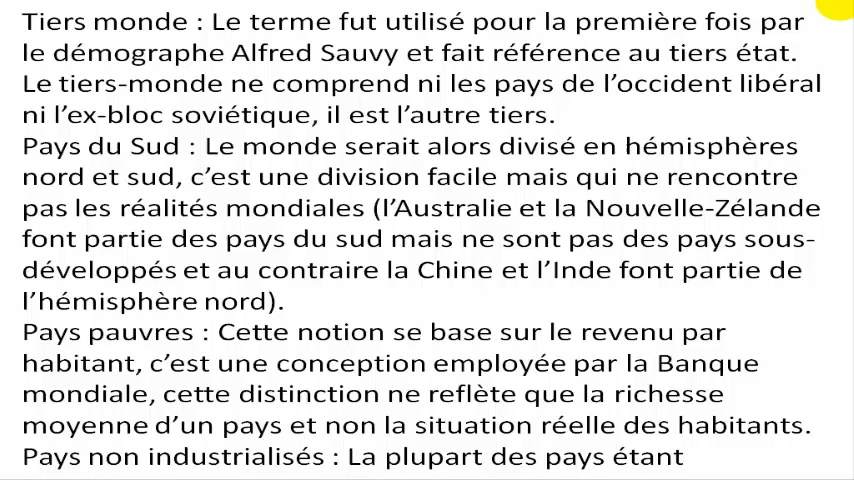 Tiers monde : Le terme fut utilisé pour la première fois par
le démographe Alfred Sauvy et fait référence au tiers état.
Le tiers-monde ne comprend ni les pays de l’occident libéral
ni l’ex-bloc soviétique, il est l’autre tiers.
Pays du Sud : Le monde serait alors divisé en hémisphères
nord et sud, c’est une division facile mais qui ne rencontre
pas les réalités mondiales (l’Australie et la Nouvelle-Zélande
font partie des pays du sud mais ne sont pas des pays sous-
développés et au contraire la Chine et l’Inde font partie de
l’hémisphère nord).
Pays pauvres : Cette notion se base sur le revenu par
habitant, c’est une conception employée par la Banque
mondiale, cette distinction ne reflète que la richesse
moyenne d’un pays et non la situation réelle des habitants.
Pays non industrialisés : La plupart des pays étant